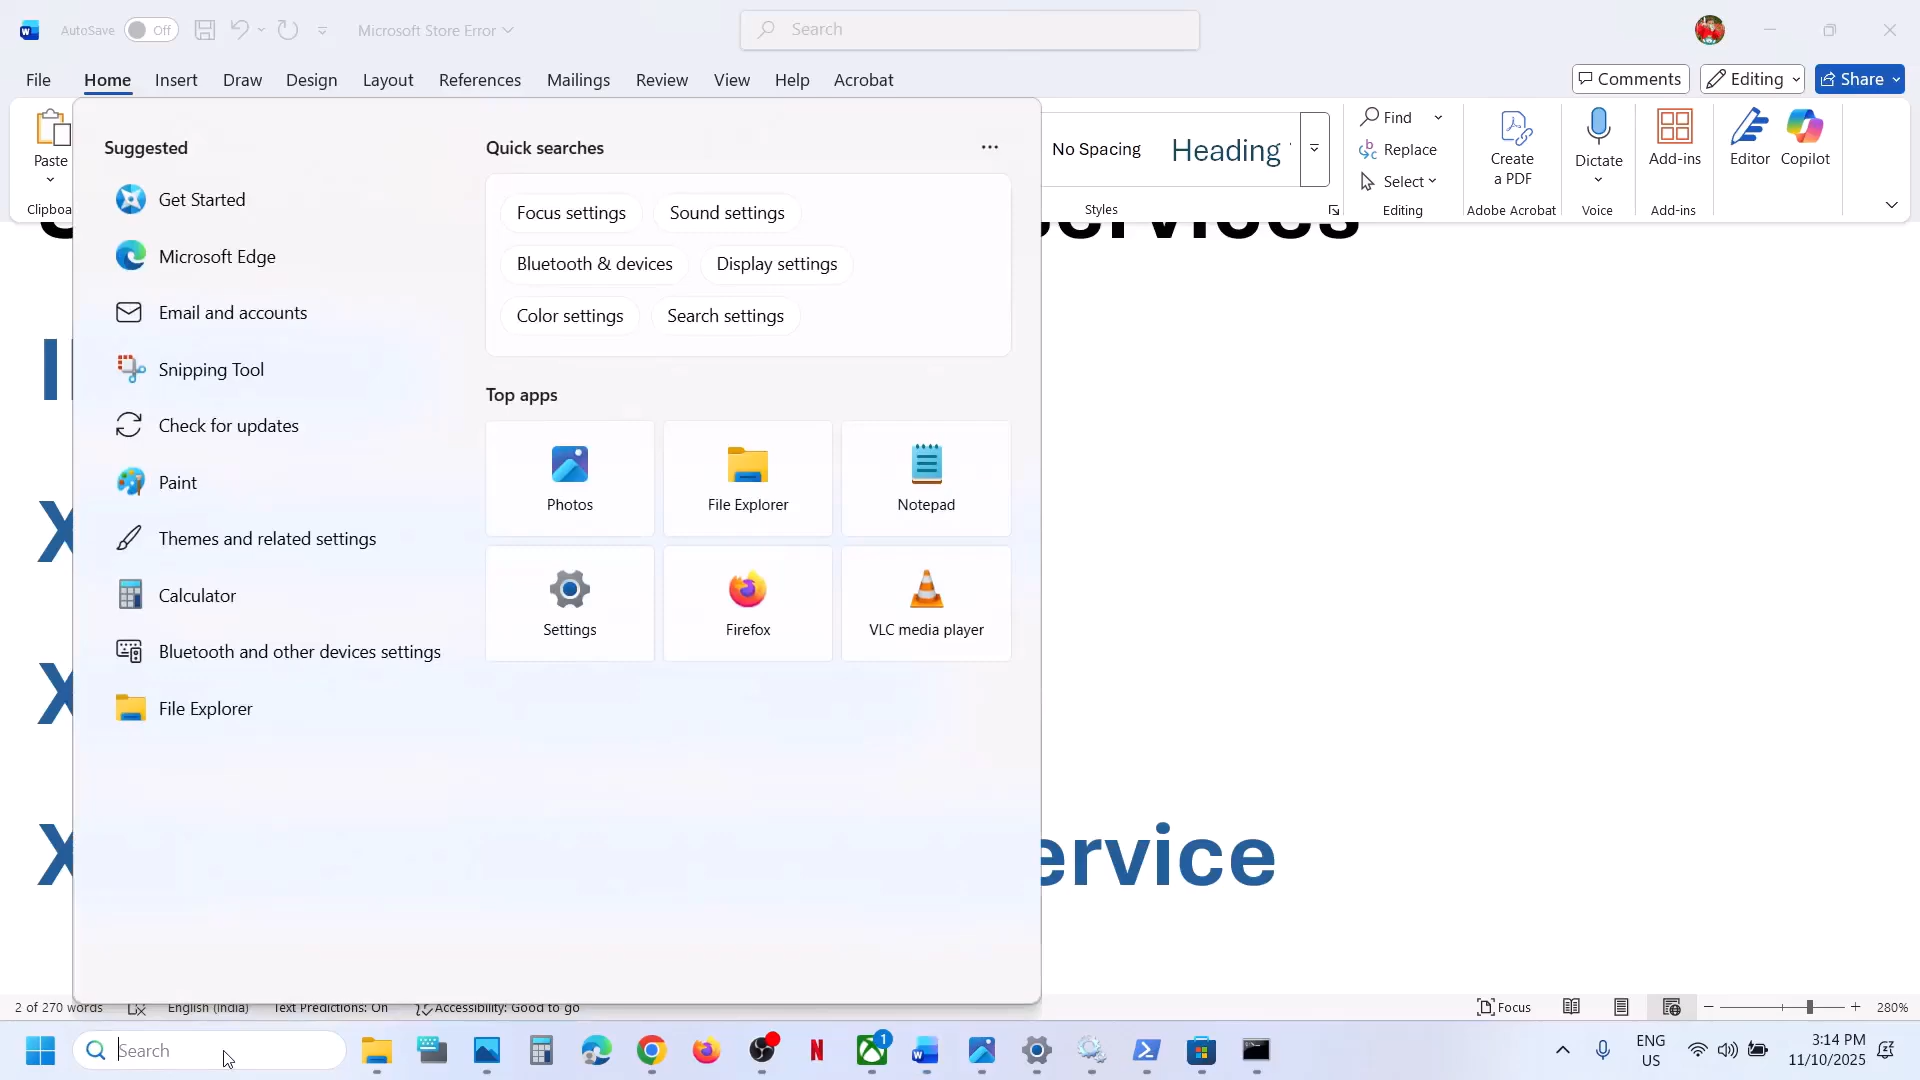 AutoSave Off Microsoft Store Error Search
File Home Insert Draw Design Layout References Mailings Review View Help Acrobat Comments Editing Share
Paste
Clipboa
No Spacing Heading
Styles
Find
Replace
Select
Editing
Create
a PDF
Adobe Acrobat
Dictate
Voice
Add-ins
Add-ins
Editor Copilot
Suggested
Get Started
Microsoft Edge
Email and accounts
Snipping Tool
Check for updates
Paint
Themes and related settings
Calculator
Bluetooth and other devices settings
File Explorer
Quick searches
Focus settings Sound settings
Bluetooth & devices Display settings
Color settings Search settings
Top apps
Photos File Explorer Notepad
Settings Firefox VLC media player
ervices
I
X
X
X ervice
2 of 270 words English (India) Text Predictions: On Accessibility: Good to go Focus 280%
Search
1
ENG
US
3:14 PM
11/10/2025